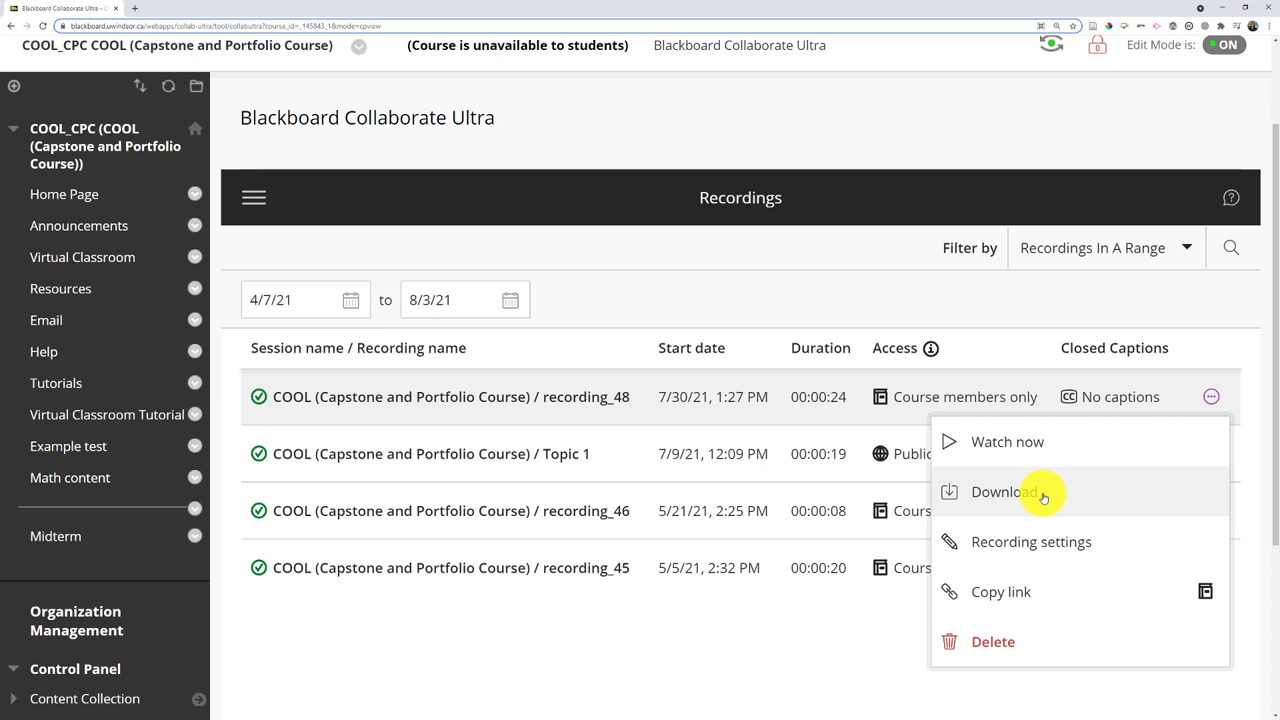 Blackboard Collaborate Ultra – C
blackboard.uwindsor.ca/webapps/collab-ultra/tool/collabultra?course_id=_145843_1&mode=cpview
COOL_CPC COOL (Capstone and Portfolio Course)
(Course is unavailable to students)
Blackboard Collaborate Ultra
Edit Mode is:
ON
COOL_CPC (COOL
(Capstone and Portfolio
Course))
Home Page
Announcements
Virtual Classroom
Resources
Email
Help
Tutorials
Virtual Classroom Tutorial
Example test
Math content
Midterm
Organization
Management
Control Panel
Content Collection
Blackboard Collaborate Ultra
Recordings
Filter by
Recordings In A Range
4/7/21
to
8/3/21
Session name / Recording name
Start date
Duration
Access
Closed Captions
COOL (Capstone and Portfolio Course) / recording_48
7/30/21, 1:27 PM
00:00:24
Course members only
CC No captions
COOL (Capstone and Portfolio Course) / Topic 1
7/9/21, 12:09 PM
00:00:19
Public
COOL (Capstone and Portfolio Course) / recording_46
5/21/21, 2:25 PM
00:00:08
Cours
COOL (Capstone and Portfolio Course) / recording_45
5/5/21, 2:32 PM
00:00:20
Cours
Watch now
Download
Recording settings
Copy link
Delete